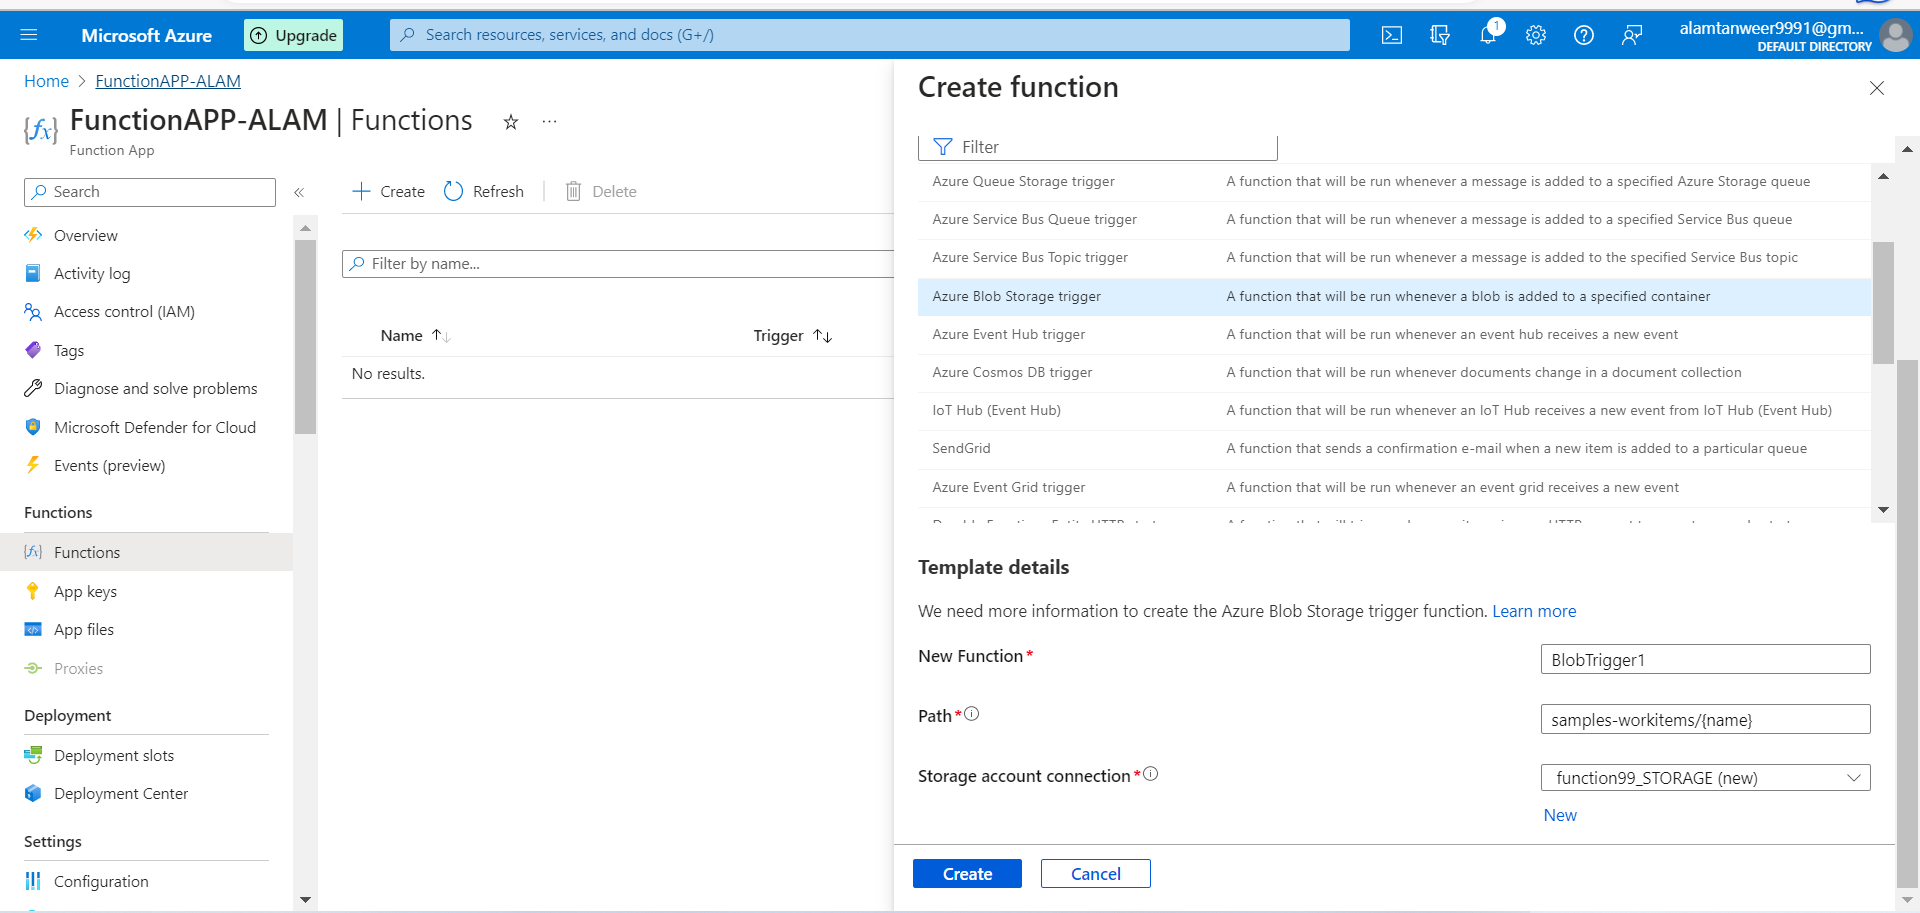 Microsoft Azure
Upgrade
Search resources, services, and docs (G+/)
1
alamtanweer9991@gm...
DEFAULT DIRECTORY
Home > FunctionAPP-ALAM
FunctionAPP-ALAM | Functions
Function App
Search
Overview
Activity log
Access control (IAM)
Tags
Diagnose and solve problems
Microsoft Defender for Cloud
Events (preview)
Functions
Functions
App keys
App files
Proxies
Deployment
Deployment slots
Deployment Center
Settings
Configuration
Create
Refresh
Delete
Filter by name...
Name
Trigger
No results.
Create function
Filter
Azure Queue Storage trigger A function that will be run whenever a message is added to a specified Azure Storage queue
Azure Service Bus Queue trigger A function that will be run whenever a message is added to a specified Service Bus queue
Azure Service Bus Topic trigger A function that will be run whenever a message is added to the specified Service Bus topic
Azure Blob Storage trigger A function that will be run whenever a blob is added to a specified container
Azure Event Hub trigger A function that will be run whenever an event hub receives a new event
Azure Cosmos DB trigger A function that will be run whenever documents change in a document collection
IoT Hub (Event Hub) A function that will be run whenever an IoT Hub receives a new event from IoT Hub (Event Hub)
SendGrid A function that sends a confirmation e-mail when a new item is added to a particular queue
Azure Event Grid trigger A function that will be run whenever an event grid receives a new event
Template details
We need more information to create the Azure Blob Storage trigger function. Learn more
New Function*
BlobTrigger1
Path*
samples-workitems/{name}
Storage account connection*
function99_STORAGE (new)
New
Create
Cancel